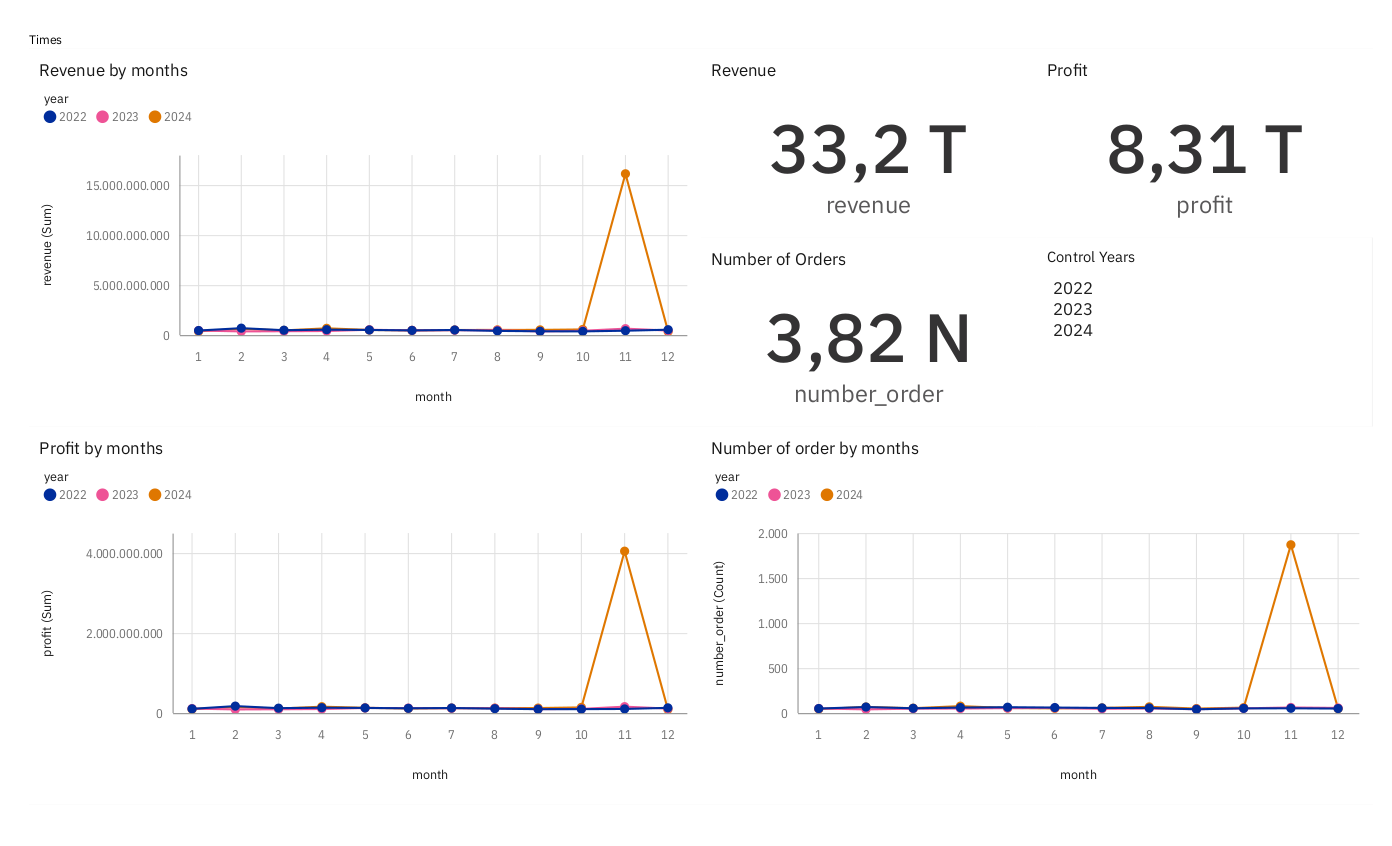 Times
Revenue by months
year
2022 2023 2024
15.000.000.000
10.000.000.000
5.000.000.000
0
revenue (Sum)
1 2 3 4 5 6 7 8 9 10 11 12
month
Revenue
33,2 T
revenue
Profit
8,31 T
profit
Number of Orders
3,82 N
number_order
Control Years
2022
2023
2024
Profit by months
year
2022 2023 2024
4.000.000.000
2.000.000.000
0
profit (Sum)
1 2 3 4 5 6 7 8 9 10 11 12
month
Number of order by months
year
2022 2023 2024
2.000
1.500
1.000
500
0
number_order (Count)
1 2 3 4 5 6 7 8 9 10 11 12
month